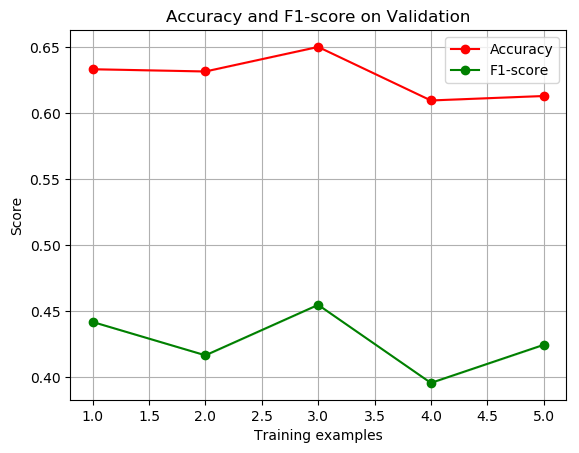 Accuracy and F1-score on Validation
Accuracy
F1-score
0.65
0.60
0.55
0.50
0.45
0.40
Score
1.0 1.5 2.0 2.5 3.0 3.5 4.0 4.5 5.0
Training examples